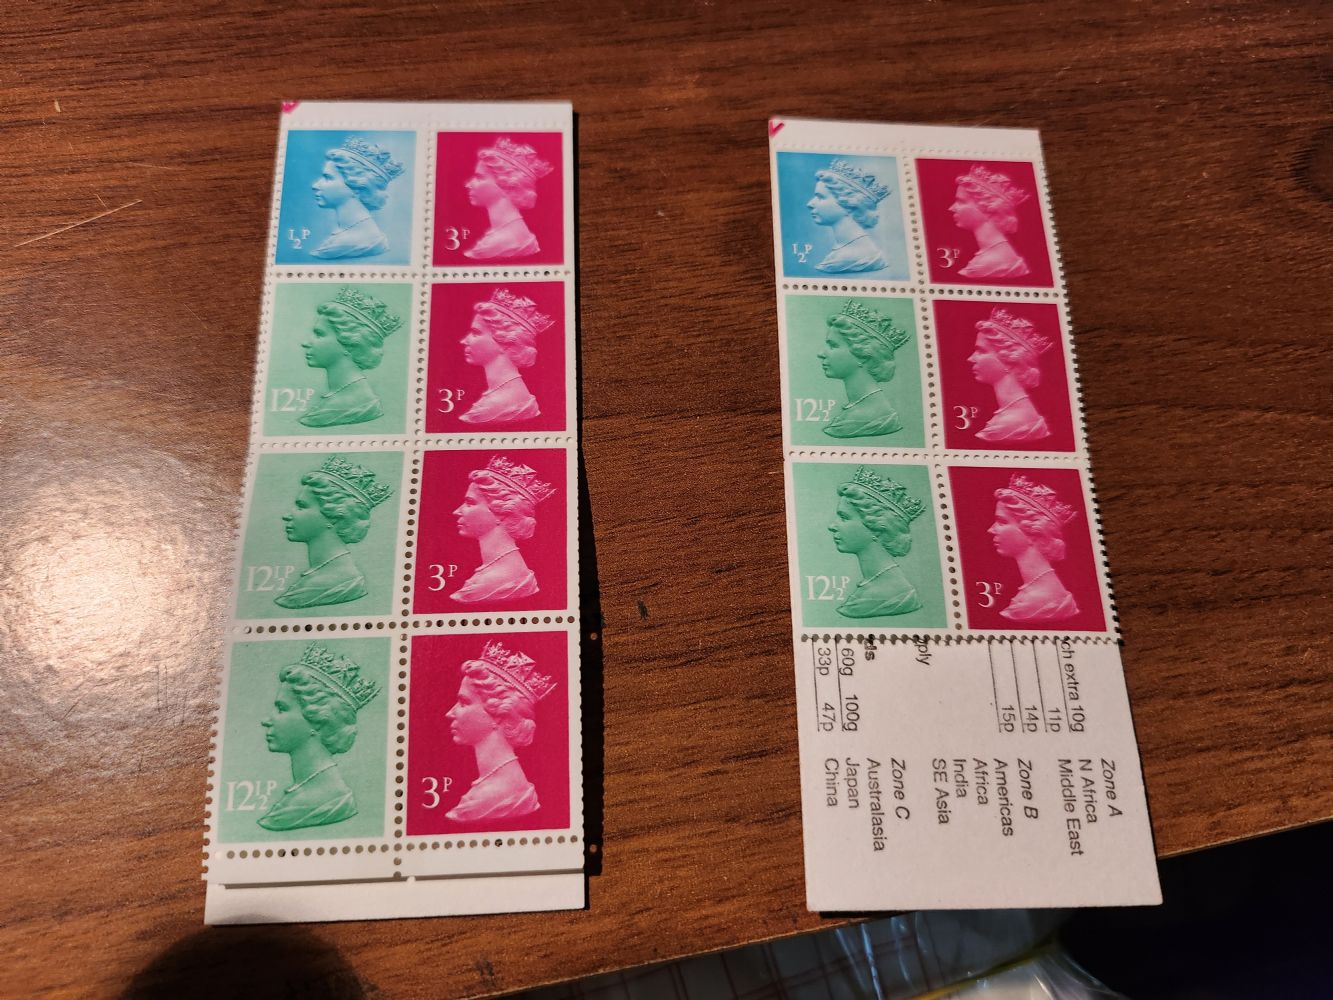 ½P 3P
12½P 3P
12½P 3P
12½P 3P
½P 3P
12½P 3P
12½P 3P
ch extra 10g
11p
14p
15p
60g 100g
33p 47p
Zone A
N Africa
Middle East
Zone B
Americas
Africa
India
SE Asia
Zone C
Australasia
Japan
China